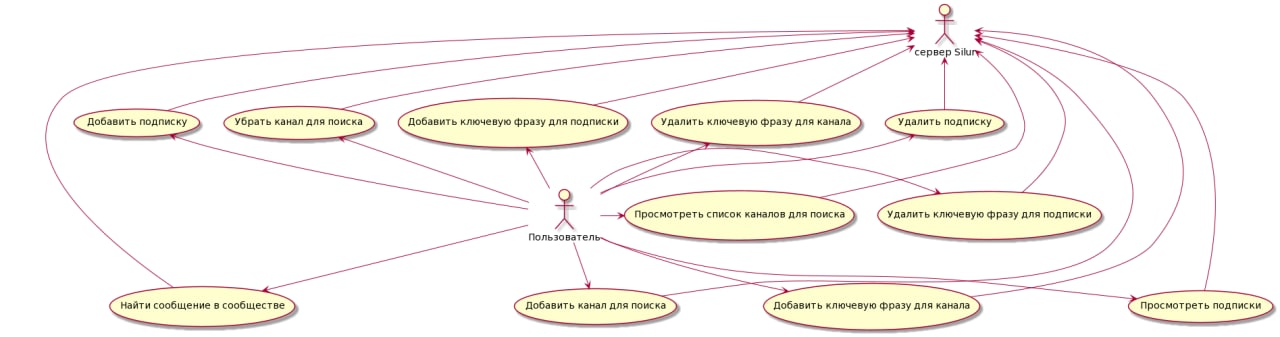 сервер Silur
Добавить подписку
Убрать канал для поиска
Добавить ключевую фразу для подписки
Удалить ключевую фразу для канала
Удалить подписку
Просмотреть список каналов для поиска
Удалить ключевую фразу для подписки
Пользователь
Найти сообщение в сообществе
Добавить канал для поиска
Добавить ключевую фразу для канала
Просмотреть подписки